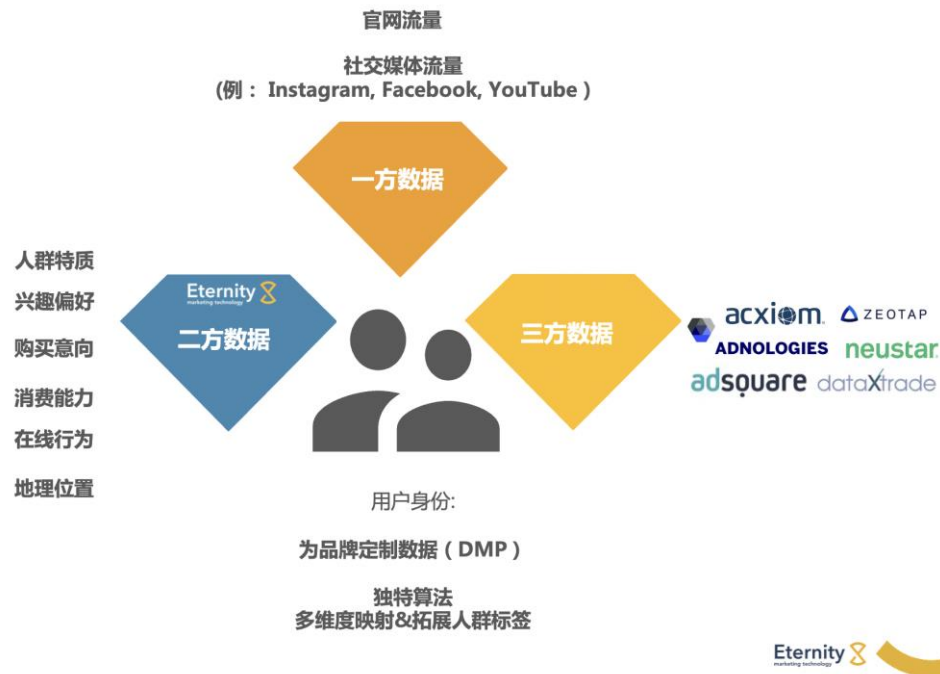 官网流量
社交媒体流量
(例： Instagram, Facebook, YouTube )
一方数据
人群特质
兴趣偏好
购买意向
消费能力
在线行为
地理位置
Eternity X
marketing technology
二方数据
三方数据
acxiom.
ZEOTAP
ADNOLOGIES
neustar.
adsquare
dataXtrade
用户身份:
为品牌定制数据（ DMP ）
独特算法
多维度映射&拓展人群标签
Eternity X
marketing technology